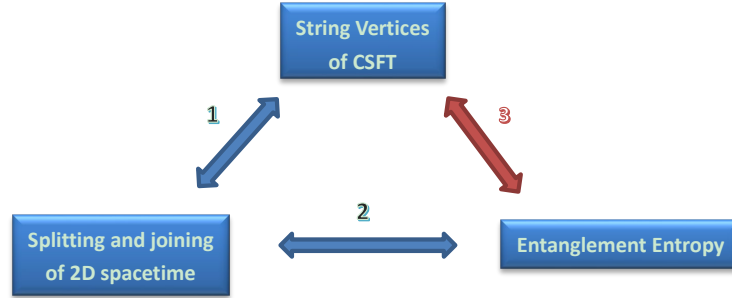 String Vertices
of CSFT
1
3
2
Splitting and joining
of 2D spacetime
Entanglement Entropy